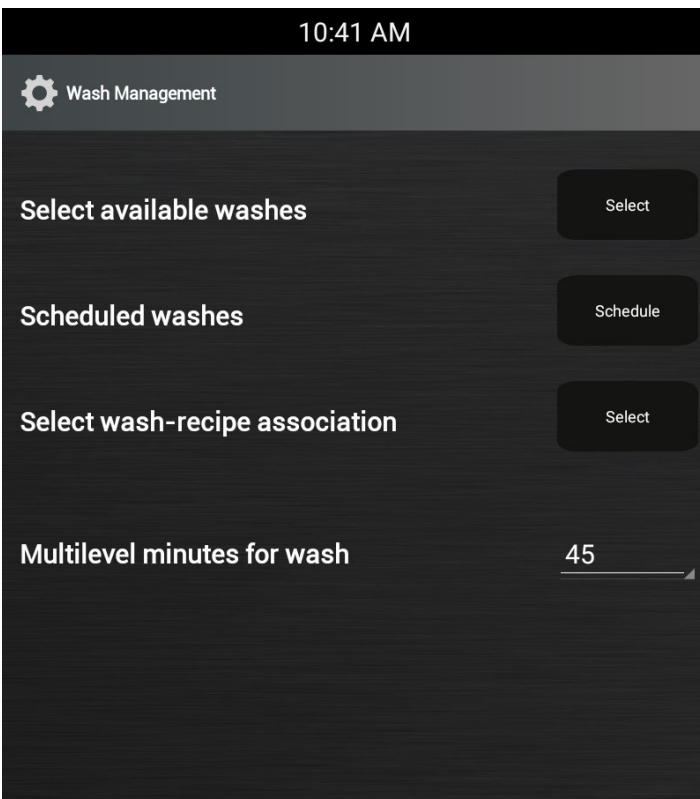 10:41 AM
Wash Management
Select available washes Select
Scheduled washes Schedule
Select wash-recipe association Select
Multilevel minutes for wash 45